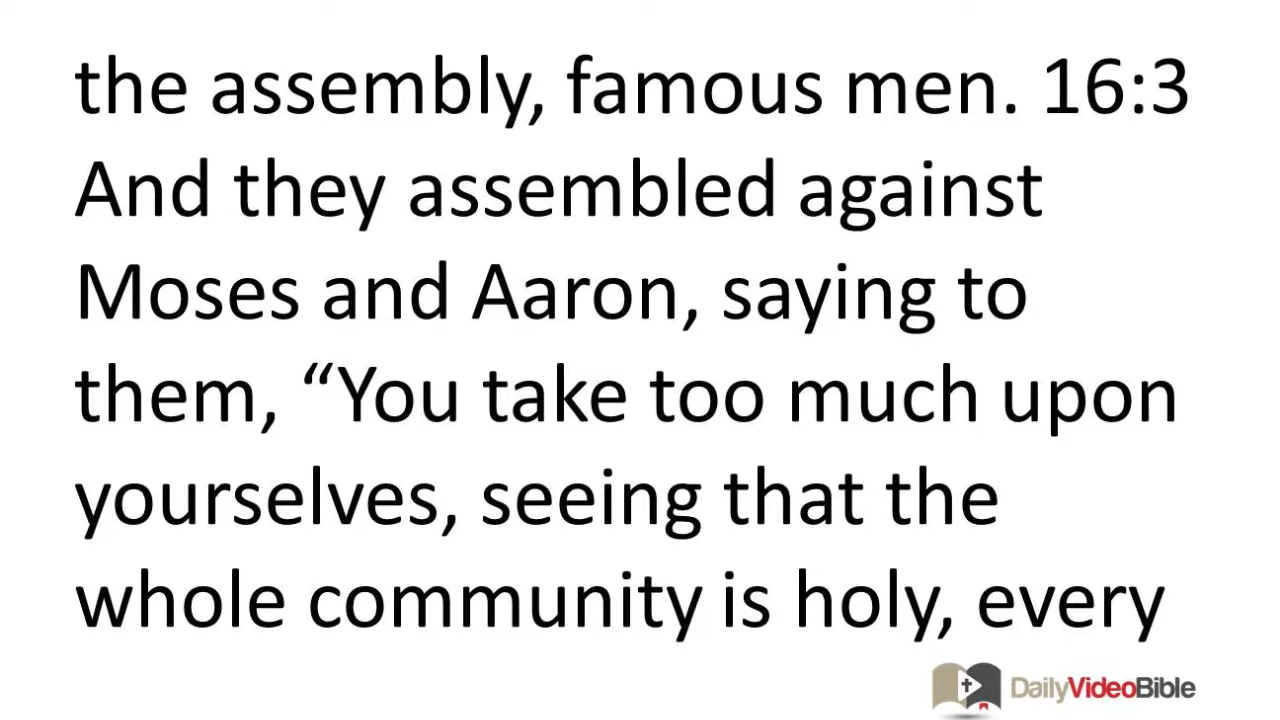 the assembly, famous men. 16:3
And they assembled against
Moses and Aaron, saying to
them, “You take too much upon
yourselves, seeing that the
whole community is holy, every
DailyVideoBible